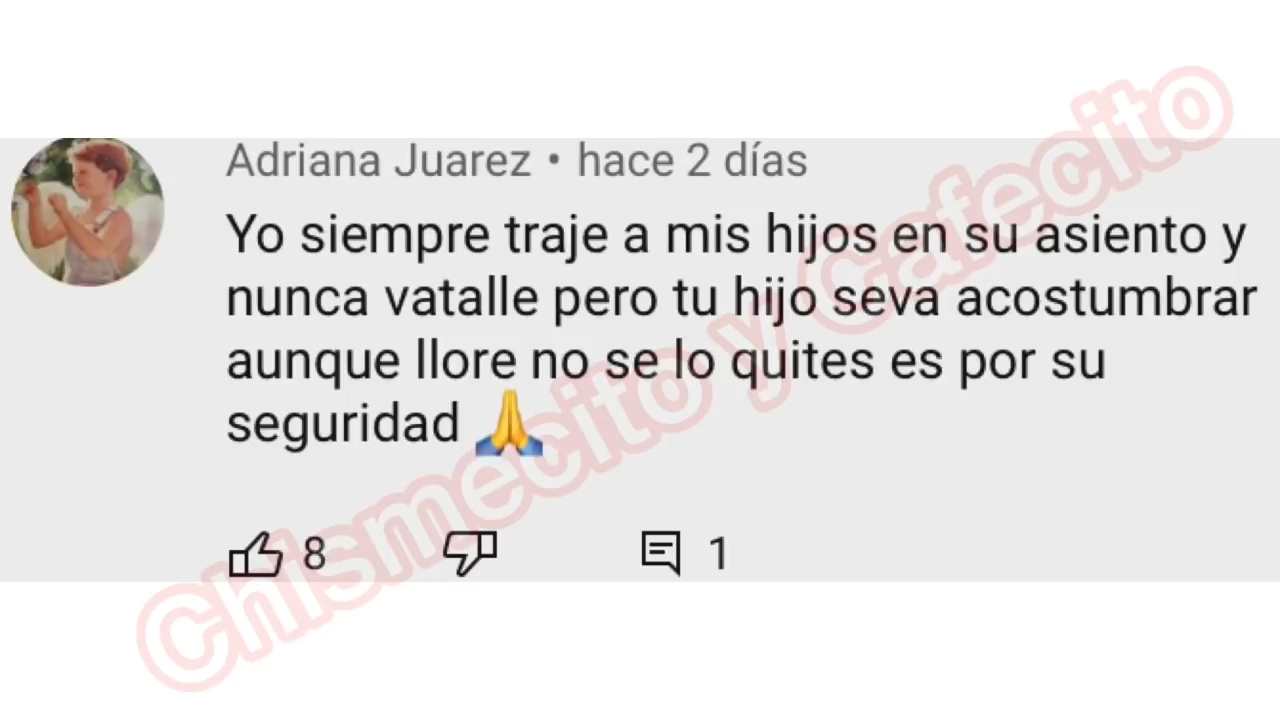 Adriana Juarez • hace 2 días
Yo siempre traje a mis hijos en su asiento y
nunca vatalle pero tu hijo seva acostumbrar
aunque llore no se lo quites es por su
seguridad 🙏
8 1
Chismecito y Cafecito